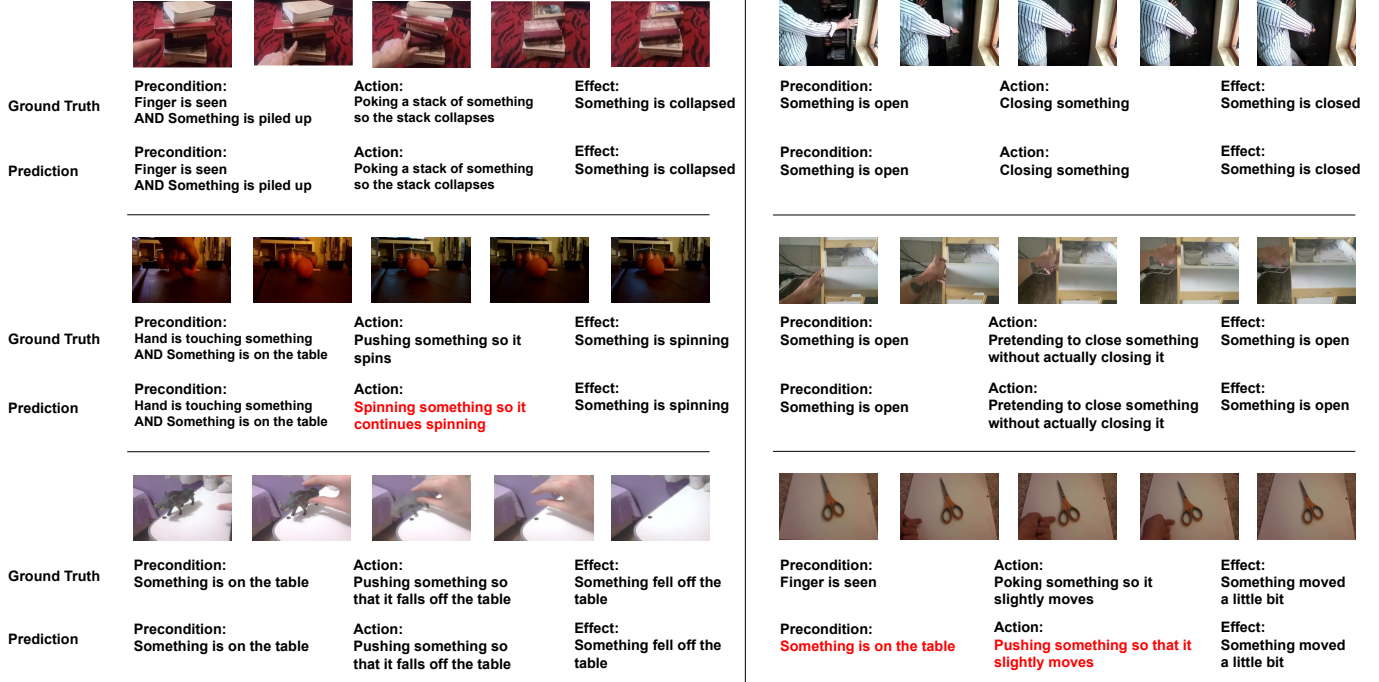 Precondition:
Finger is seen
AND Something is piled up
Action:
Poking a stack of something
so the stack collapses
Effect:
Something is collapsed
Ground Truth
Precondition:
Finger is seen
AND Something is piled up
Action:
Poking a stack of something
so the stack collapses
Effect:
Something is collapsed
Prediction
Precondition:
Hand is touching something
AND Something is on the table
Action:
Pushing something so it
spins
Effect:
Something is spinning
Ground Truth
Precondition:
Hand is touching something
AND Something is on the table
Action:
Spinning something so it
continues spinning
Effect:
Something is spinning
Prediction
Precondition:
Something is on the table
Action:
Pushing something so
that it falls off the table
Effect:
Something fell off the
table
Ground Truth
Precondition:
Something is on the table
Action:
Pushing something so
that it falls off the table
Effect:
Something fell off the
table
Prediction
Precondition:
Something is open
Action:
Closing something
Effect:
Something is closed
Precondition:
Something is open
Action:
Closing something
Effect:
Something is closed
Precondition:
Something is open
Action:
Pretending to close something
without actually closing it
Effect:
Something is open
Precondition:
Something is open
Action:
Pretending to close something
without actually closing it
Effect:
Something is open
Precondition:
Finger is seen
Action:
Poking something so it
slightly moves
Effect:
Something moved
a little bit
Precondition:
Something is on the table
Action:
Pushing something so that it
slightly moves
Effect:
Something moved
a little bit